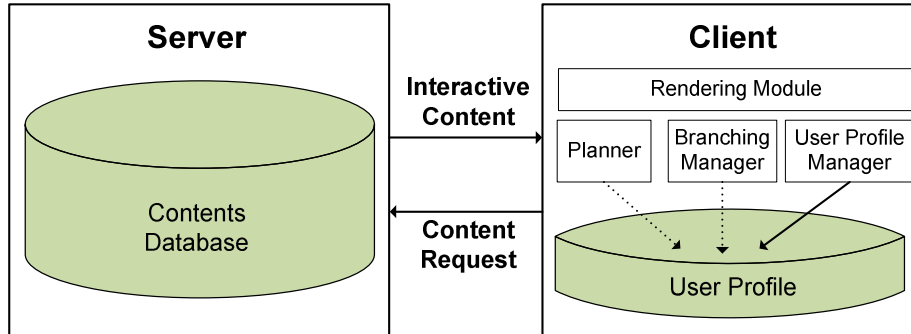 Server
Contents
Database
Interactive
Content
Content
Request
Client
Rendering Module
Planner
Branching
Manager
User Profile
Manager
User Profile